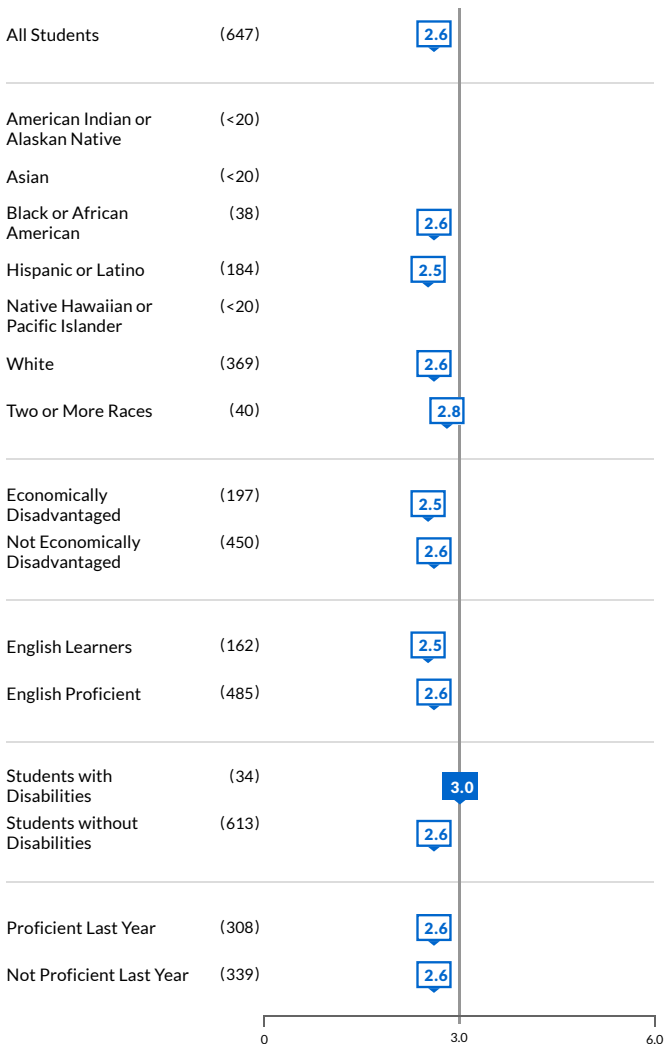 All Students (647) 2.6
American Indian or (<20)
Alaskan Native
Asian (<20)
Black or African (38) 2.6
American
Hispanic or Latino (184) 2.5
Native Hawaiian or (<20)
Pacific Islander
White (369) 2.6
Two or More Races (40) 2.8
Economically (197) 2.5
Disadvantaged
Not Economically (450) 2.6
Disadvantaged
English Learners (162) 2.5
English Proficient (485) 2.6
Students with (34) 3.0
Disabilities
Students without (613) 2.6
Disabilities
Proficient Last Year (308) 2.6
Not Proficient Last Year (339) 2.6
0 3.0 6.0